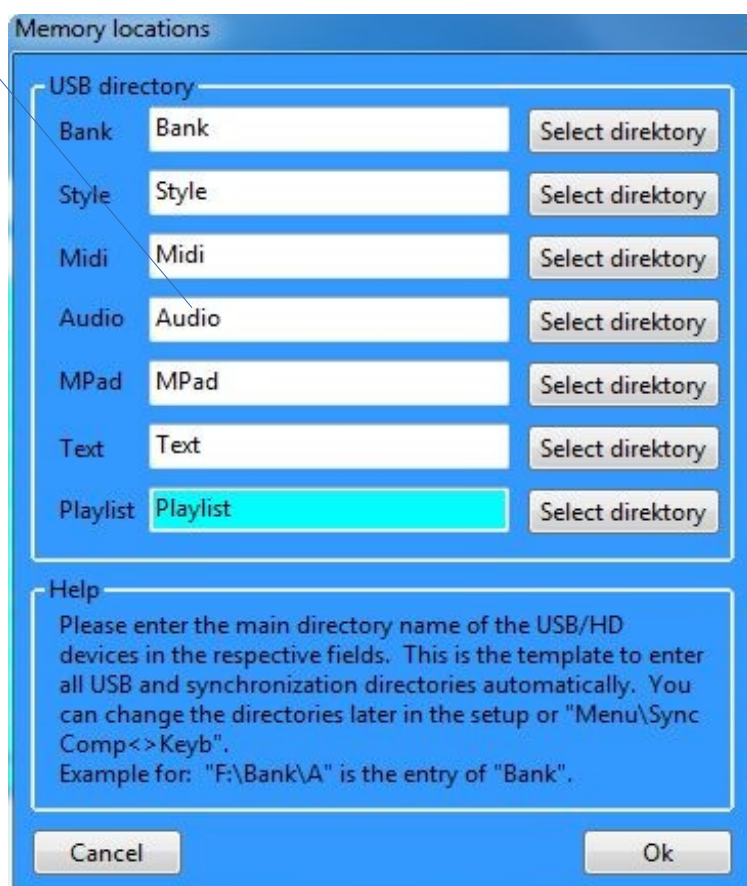 Memory locations
USB directory
Bank Bank Select direktory
Style Style Select direktory
Midi Midi Select direktory
Audio Audio Select direktory
MPad MPad Select direktory
Text Text Select direktory
Playlist Playlist Select direktory
Help
Please enter the main directory name of the USB/HD
devices in the respective fields.  This is the template to enter
all USB and synchronization directories automatically.  You
can change the directories later in the setup or "Menu\Sync
Comp<>Keyb".
Example for:  "F:\Bank\A" is the entry of "Bank".
Cancel Ok